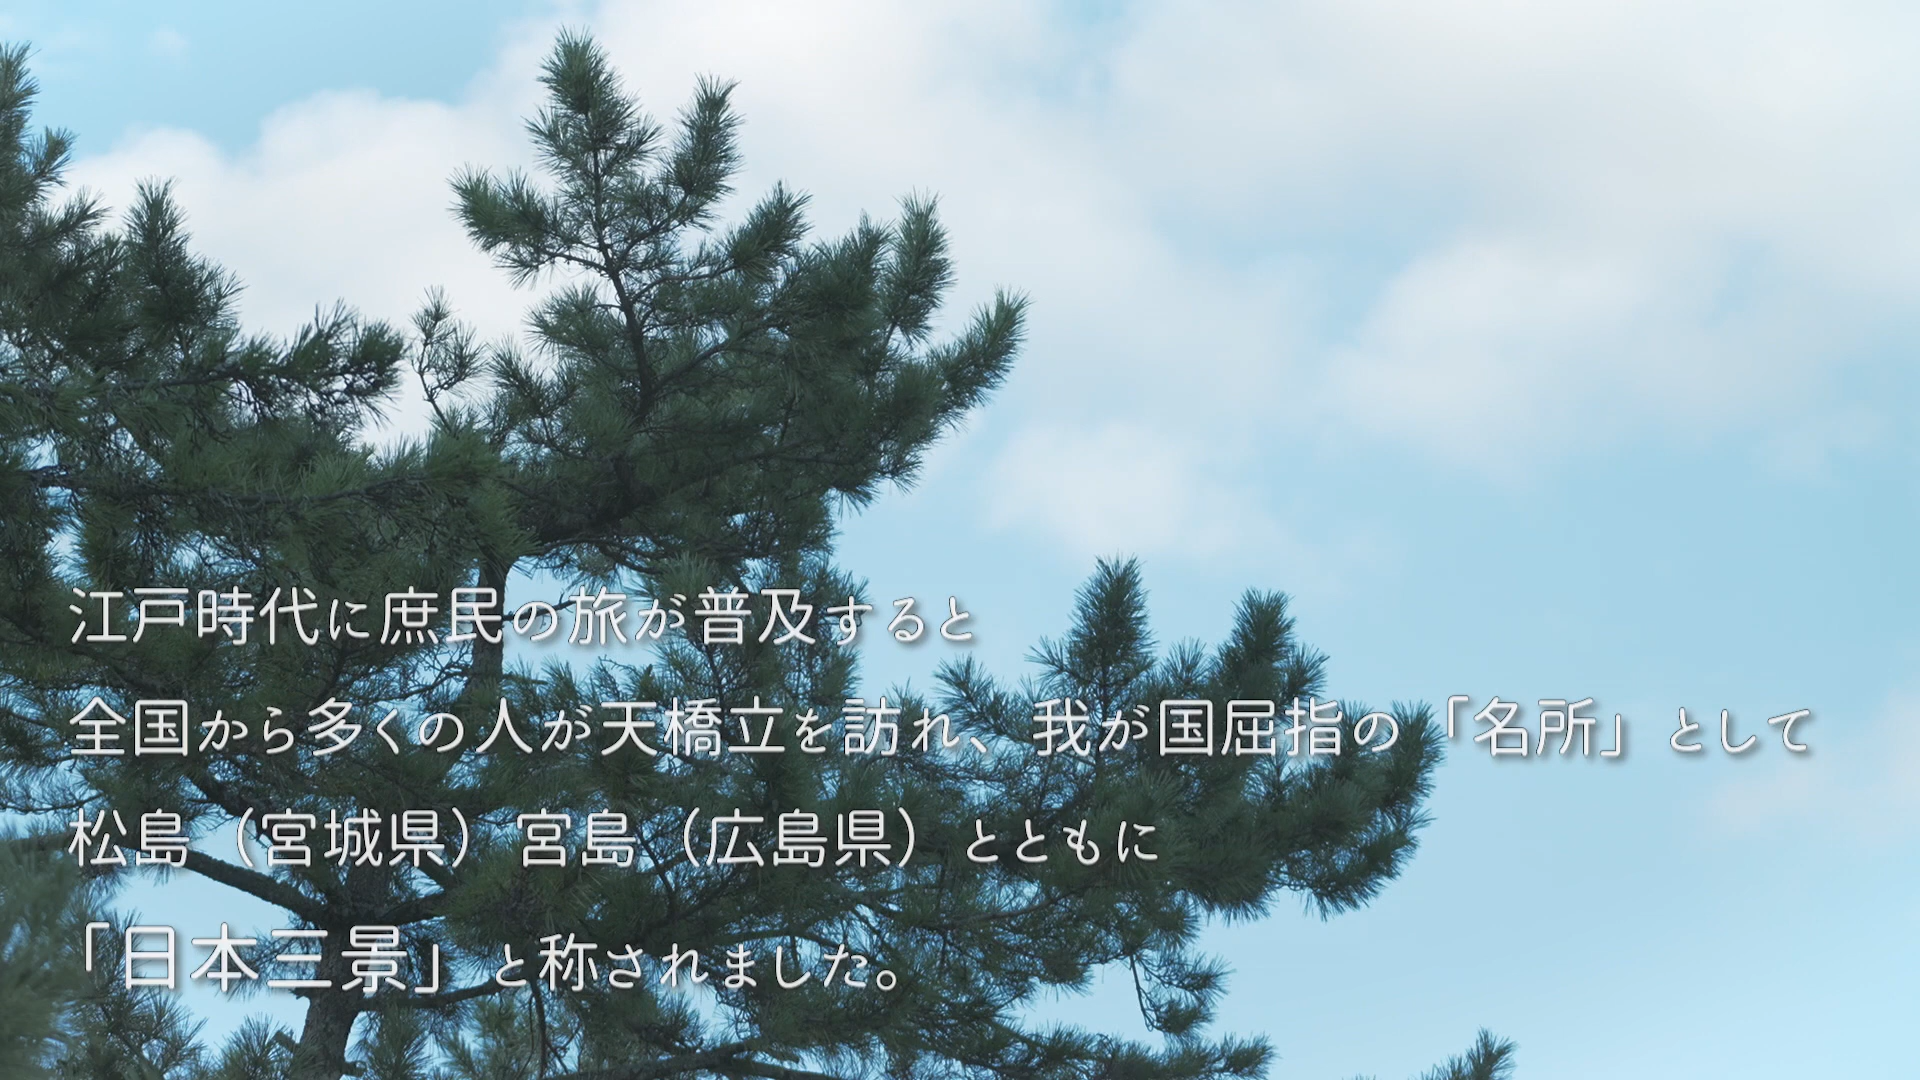 江戸時代に庶民の旅が普及すると
全国から多くの人が天橋立を訪れ、我が国屈指の「名所」として
松島（宮城県）宮島（広島県）とともに
「日本三景」と称されました。